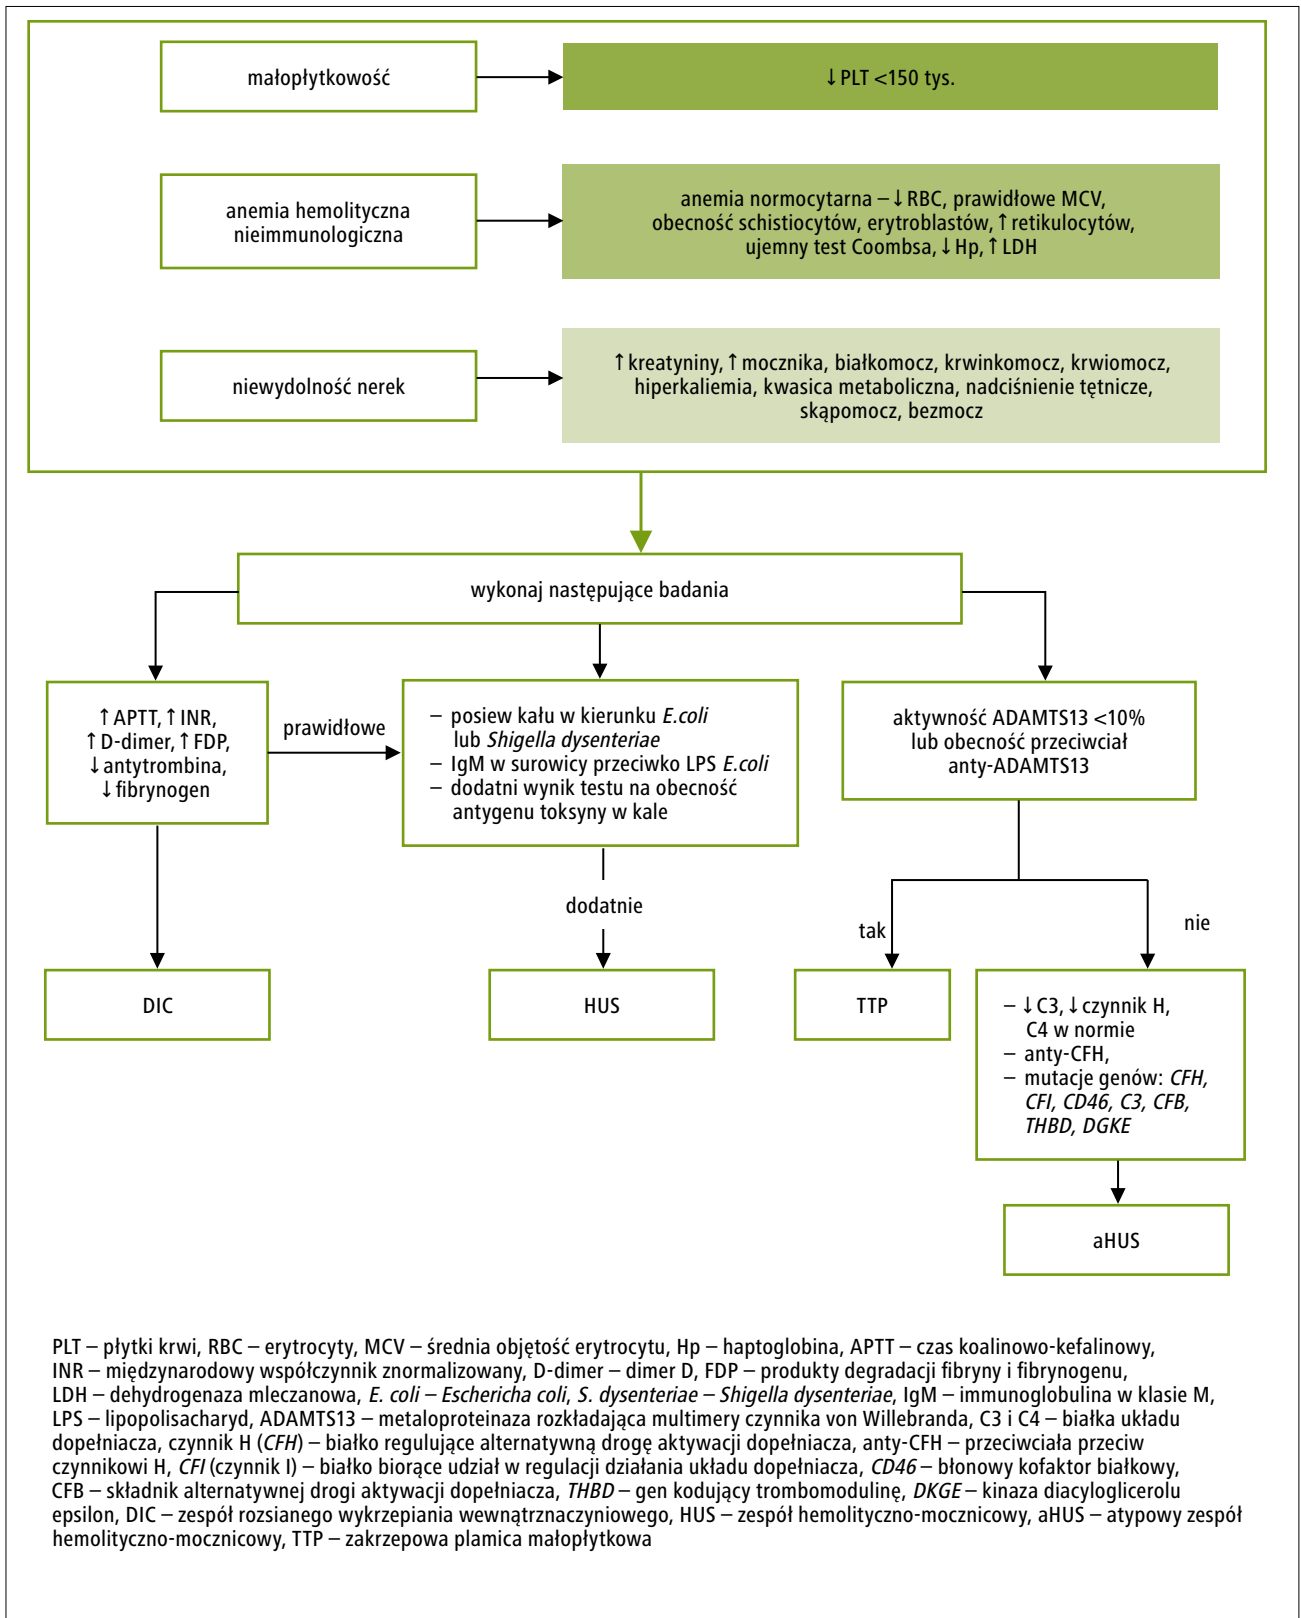 małopłytkowość
↓PLT <150 tys.
anemia hemolityczna
nieimmunologiczna
anemia normocytarna – ↓RBC, prawidłowe MCV,
obecność schistiocytów, erytroblastów, ↑retikulocytów,
ujemny test Coombsa, ↓Hp, ↑LDH
niewydolność nerek
↑kreatyniny, ↑mocznika, białkomocz, krwinkomocz, krwiomocz,
hiperkaliemia, kwasica metaboliczna, nadciśnienie tętnicze,
skąpomocz, bezmocz
wykonaj następujące badania
↑APTT, ↑INR,
↑D-dimer, ↑FDP,
↓antytrombina,
↓fibrynogen
prawidłowe
– posiew kału w kierunku E.coli
lub Shigella dysenteriae
– IgM w surowicy przeciwko LPS E.coli
– dodatni wynik testu na obecność
antygenu toksyny w kale
aktywność ADAMTS13 <10%
lub obecność przeciwciał
anty-ADAMTS13
dodatnie
tak
nie
DIC
HUS
TTP
– ↓C3, ↓czynnik H,
C4 w normie
– anty-CFH,
– mutacje genów: CFH,
CFI, CD46, C3, CFB,
THBD, DGKE
aHUS
PLT – płytki krwi, RBC – erytrocyty, MCV – średnia objętość erytrocytu, Hp – haptoglobina, APTT – czas koalinowo-kefalinowy,
INR – międzynarodowy współczynnik znormalizowany, D-dimer – dimer D, FDP – produkty degradacji fibryny i fibrynogenu,
LDH – dehydrogenaza mleczanowa, E. coli – Eschericha coli, S. dysenteriae – Shigella dysenteriae, IgM – immunoglobulina w klasie M,
LPS – lipopolisacharyd, ADAMTS13 – metaloproteinaza rozkładająca multimery czynnika von Willebranda, C3 i C4 – białka układu
dopełniacza, czynnik H (CFH) – białko regulujące alternatywną drogę aktywacji dopełniacza, anty-CFH – przeciwciała przeciw
czynnikowi H, CFI (czynnik I) – białko biorące udział w regulacji działania układu dopełniacza, CD46 – błonowy kofaktor białkowy,
CFB – składnik alternatywnej drogi aktywacji dopełniacza, THBD – gen kodujący trombomodulinę, DKGE – kinaza diacyloglicerolu
epsilon, DIC – zespół rozsianego wykrzepiania wewnątrznaczyniowego, HUS – zespół hemolityczno-mocznicowy, aHUS – atypowy zespół
hemolityczno-mocznicowy, TTP – zakrzepowa plamica małopłytkowa